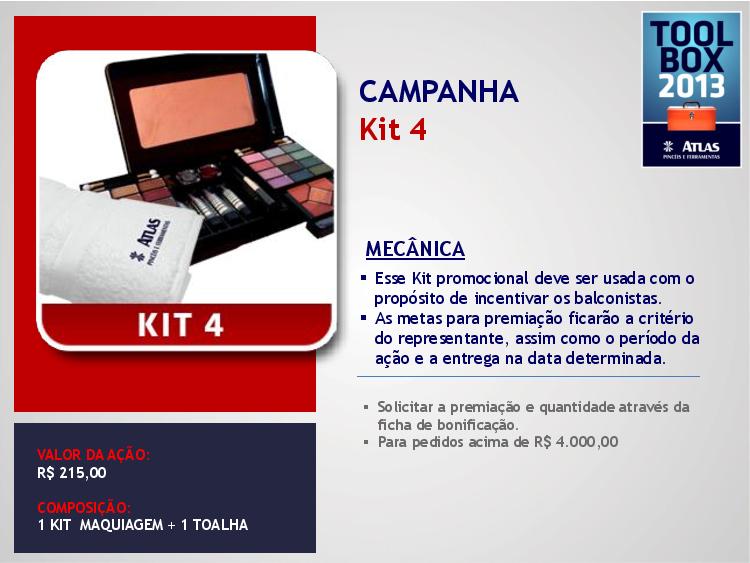 TOOL
BOX
2013
ATLAS
PINCÉIS E FERRAMENTAS
CAMPANHA
Kit 4
ATLAS
PINCÉIS E FERRAMENTAS
KIT 4
MECÂNICA
▪ Esse Kit promocional deve ser usada com o
propósito de incentivar os balconistas.
▪ As metas para premiação ficarão a critério
do representante, assim como o período da
ação e a entrega na data determinada.
▪ Solicitar a premiação e quantidade através da
ficha de bonificação.
▪ Para pedidos acima de R$ 4.000,00
VALOR DA AÇÃO:
R$ 215,00
COMPOSIÇÃO:
1 KIT MAQUIAGEM + 1 TOALHA